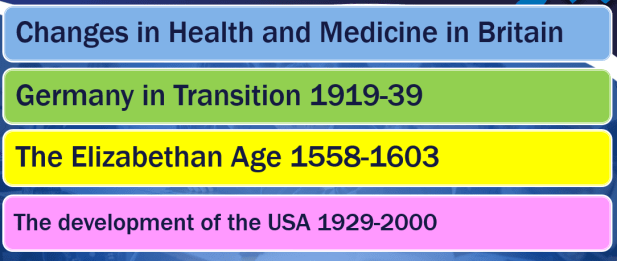 Changes in Health and Medicine in Britain
Germany in Transition 1919-39
The Elizabethan Age 1558-1603
The development of the USA 1929-2000